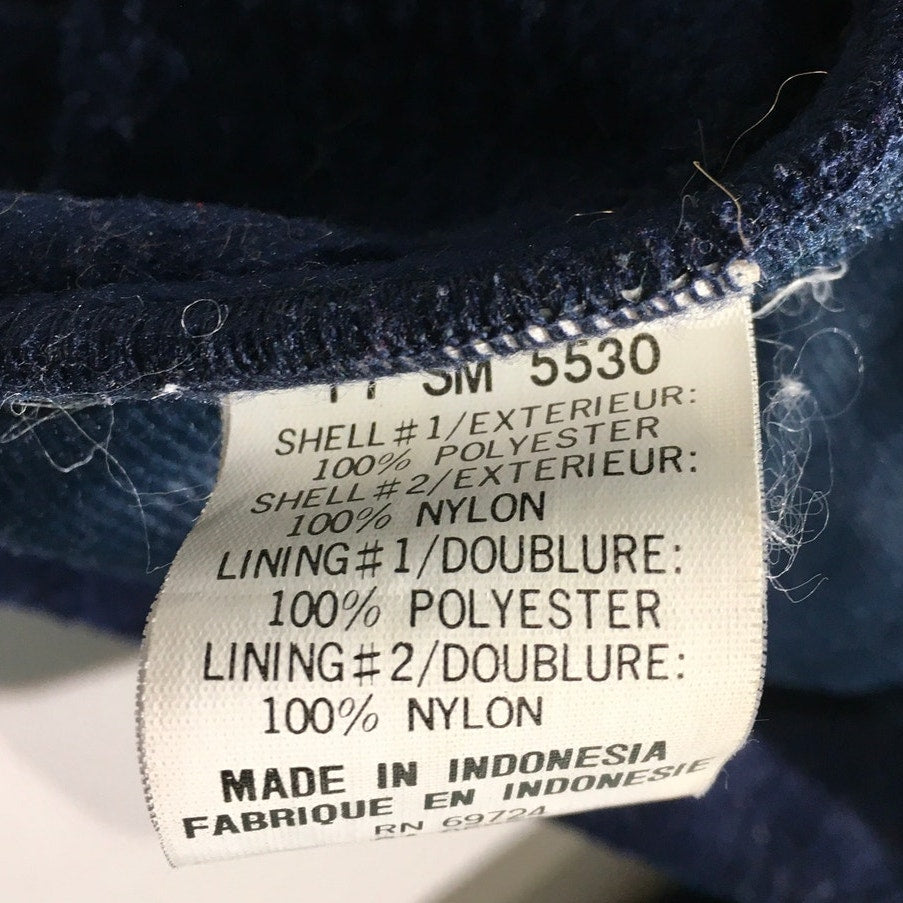 SM 5530
SHELL#1/EXTERIEUR:
100% POLYESTER
SHELL#2/EXTERIEUR:
100% NYLON
LINING#1/DOUBLURE:
100% POLYESTER
LINING#2/DOUBLURE:
100% NYLON
MADE IN INDONESIA
FABRIQUE EN INDONESIE
RN 69724